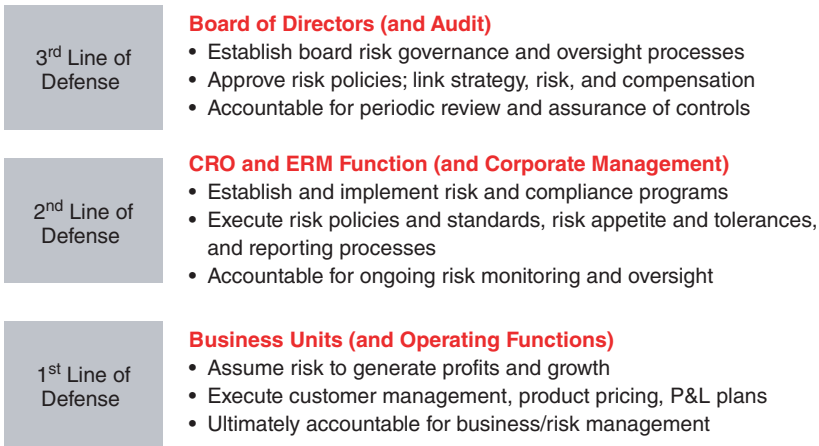 3rd Line of
Defense
Board of Directors (and Audit)
• Establish board risk governance and oversight processes
• Approve risk policies; link strategy, risk, and compensation
• Accountable for periodic review and assurance of controls
2nd Line of
Defense
CRO and ERM Function (and Corporate Management)
• Establish and implement risk and compliance programs
• Execute risk policies and standards, risk appetite and tolerances,
and reporting processes
• Accountable for ongoing risk monitoring and oversight
1st Line of
Defense
Business Units (and Operating Functions)
• Assume risk to generate profits and growth
• Execute customer management, product pricing, P&L plans
• Ultimately accountable for business/risk management